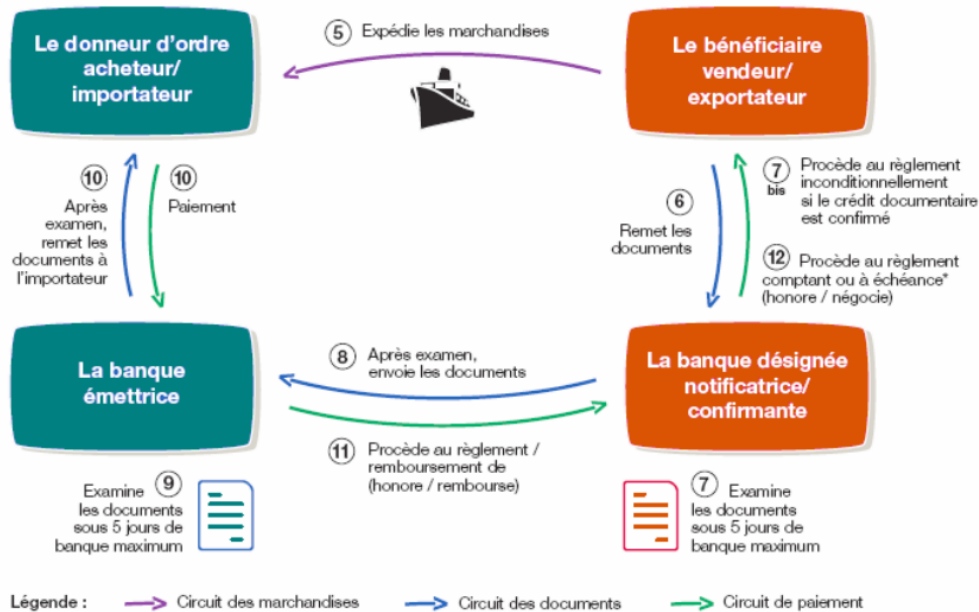 Le donneur d'ordre
acheteur/
importateur
5 Expédie les marchandises
Le bénéficiaire
vendeur/
exportateur
10
Après
examen,
remet les
documents à
l'importateur
10
Paiement
6
Remet les
documents
7 bis Procède au règlement
inconditionnellement
si le crédit documentaire
est confirmé
12 Procède au règlement
comptant ou à échéance*
(honore / négocie)
La banque
émettrice
8 Après examen,
envoie les documents
La banque désignée
notificatrice/
confirmante
11 Procède au règlement /
remboursement de
(honore / rembourse)
Examine 9
les documents
sous 5 jours de
banque maximum
7 Examine
les documents
sous 5 jours de
banque maximum
Légende : Circuit des marchandises Circuit des documents Circuit de paiement